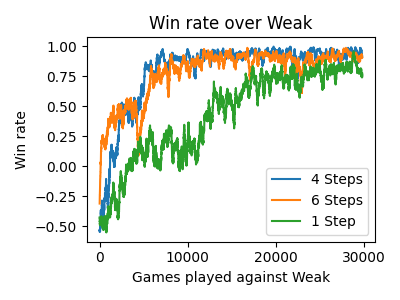 Win rate over Weak
Win rate
1.00
0.75
0.50
0.25
0.00
−0.25
−0.50
4 Steps
6 Steps
1 Step
0
10000
20000
30000
Games played against Weak